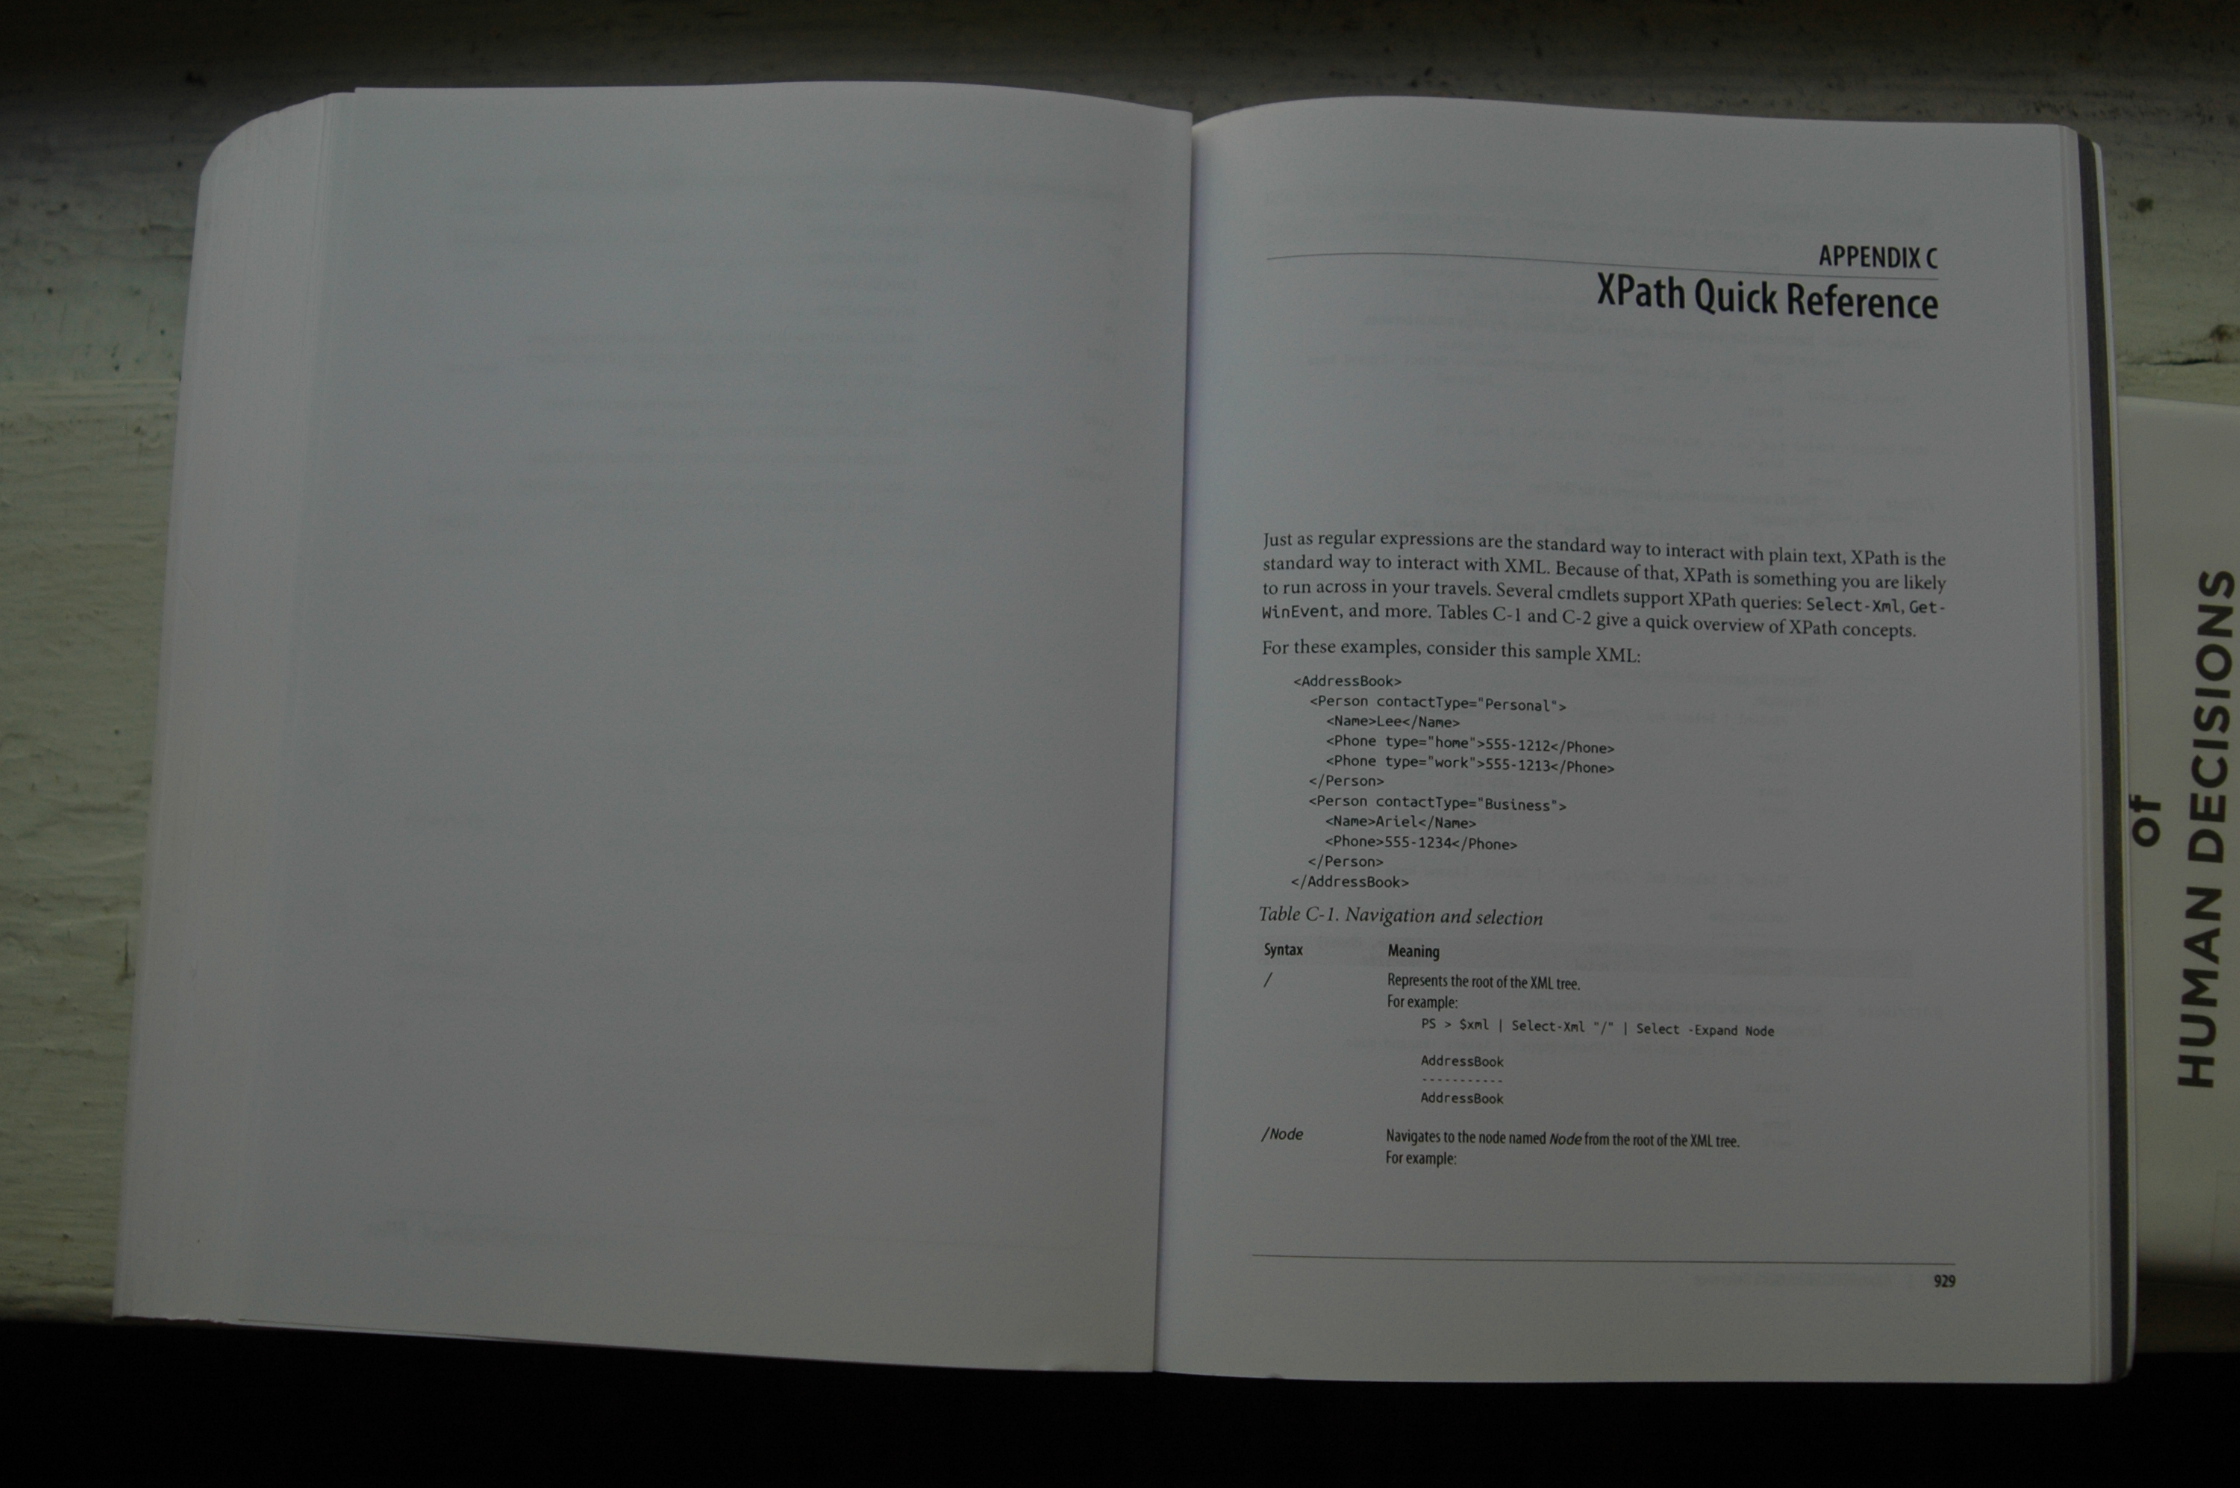 APPENDIX C
XPath Quick Reference
Just as regular expressions are the standard way to interact with plain text, XPath is the
standard way to interact with XML. Because of that, XPath is something you are likely
to run across in your travels. Several cmdlets support XPath queries: Select-Xml, Get-
WinEvent, and more. Tables C-1 and C-2 give a quick overview of XPath concepts.
For these examples, consider this sample XML:
<AddressBook>
<Person contactType="Personal">
<Name>Lee</Name>
<Phone type="home">555-1212</Phone>
<Phone type="work">555-1213</Phone>
</Person>
<Person contactType="Business">
<Name>Ariel</Name>
<Phone>555-1234</Phone>
</Person>
</AddressBook>
Table C-1. Navigation and selection
Syntax Meaning
/ Represents the root of the XML tree.
For example:
PS > $xml | Select-Xml "/" | Select -Expand Node
AddressBook
-----------
AddressBook
/Node Navigates to the node named Node from the root of the XML tree.
For example:
929
of
HUMAN DECISIONS